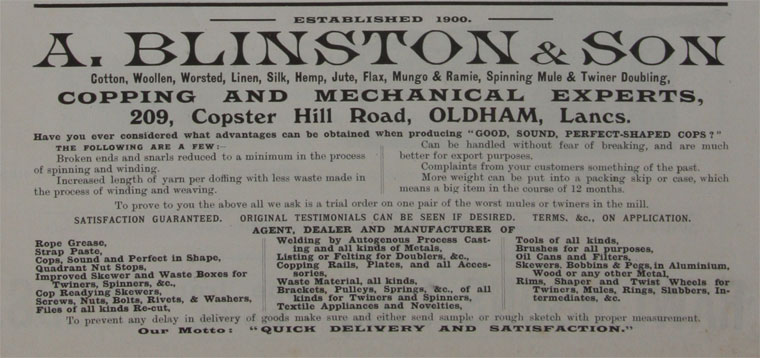 ESTABLISHED 1900.
A. BLINSTON & SON
Cotton, Woollen, Worsted, Linen, Silk, Hemp, Jute, Flax, Mungo & Ramie, Spinning Mule & Twiner Doubling,
COPPING AND MECHANICAL EXPERTS,
209, Copster Hill Road, OLDHAM, Lancs.
Have you ever considered what advantages can be obtained when producing "GOOD, SOUND, PERFECT-SHAPED COPS?"
THE FOLLOWING ARE A FEW:—
Broken ends and snarls reduced to a minimum in the process
of spinning and winding.
Increased length of yarn per doffing with less waste made in
the process of winding and weaving.
Can be handled without fear of breaking, and are much
better for export purposes.
Complaints from your customers something of the past.
More weight can be put into a packing skip or case, which
means a big item in the course of 12 months.
To prove to you the above all we ask is a trial order on one pair of the worst mules or twiners in the mill.
SATISFACTION GUARANTEED. ORIGINAL TESTIMONIALS CAN BE SEEN IF DESIRED. TERMS, &c., ON APPLICATION.
AGENT, DEALER AND MANUFACTURER OF
Rope Grease,
Strap Paste,
Cops, Sound and Perfect in Shape,
Quadrant Nut Stops,
Improved Skewer and Waste Boxes for
Twiners, Spinners, &c.,
Cop Readying Skewers,
Screws, Nuts, Bolts, Rivets, & Washers,
Files of all kinds Re-cut,
Welding by Autogenous Process Cast-
ing and all kinds of Metals,
Listing or Felting for Doublers, &c.,
Copping Rails, Plates, and all Acces-
sories,
Waste Material, all kinds,
Brackets, Pulleys, Springs, &c., of all
kinds for Twiners and Spinners,
Textile Appliances and Novelties,
Tools of all kinds,
Brushes for all purposes,
Oil Cans and Filters,
Skewers, Bobbins & Pegs, in Aluminium,
Wood or any other Metal,
Rims, Shaper and Twist Wheels for
Twiners, Mules, Rings, Slubbers, In-
termediates, &c.
To prevent any delay in delivery of goods make sure and either send sample or rough sketch with proper measurement.
Our Motto: "QUICK DELIVERY AND SATISFACTION."